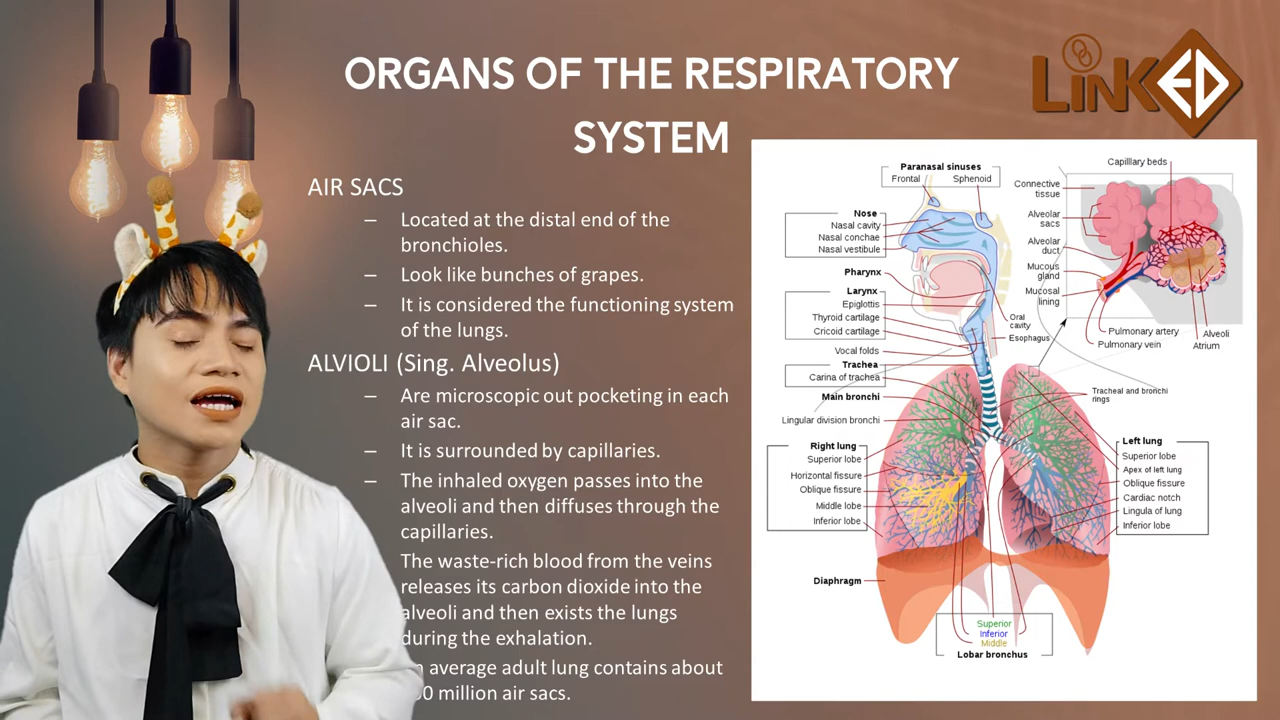 ORGANS OF THE RESPIRATORY
SYSTEM
LiNKED
AIR SACS
– Located at the distal end of the
bronchioles.
– Look like bunches of grapes.
– It is considered the functioning system
of the lungs.
ALVIOLI (Sing. Alveolus)
– Are microscopic out pocketing in each
air sac.
– It is surrounded by capillaries.
– The inhaled oxygen passes into the
alveoli and then diffuses through the
capillaries.
The waste-rich blood from the veins
releases its carbon dioxide into the
alveoli and then exists the lungs
during the exhalation.
average adult lung contains about
million air sacs.
Paranasal sinuses
Frontal
Sphenoid
Nose
Nasal cavity
Nasal conchae
Nasal vestibule
Pharynx
Larynx
Epiglottis
Thyroid cartilage
Cricoid cartilage
Vocal folds
Trachea
Carina of trachea
Main bronchi
Lingular division bronchi
Right lung
Superior lobe
Horizontal fissure
Oblique fissure
Middle lobe
Inferior lobe
Diaphragm
Oral
cavity
Esophagus
Tracheal and bronchi
rings
Left lung
Superior lobe
Apex of left lung
Oblique fissure
Cardiac notch
Lingula of lung
Inferior lobe
Superior
Inferior
Middle
Lobar bronchus
Capilllary beds
Connective
tissue
Alveolar
sacs
Alveolar
duct
Mucous
gland
Mucosal
lining
Pulmonary artery
Pulmonary vein
Alveoli
Atrium